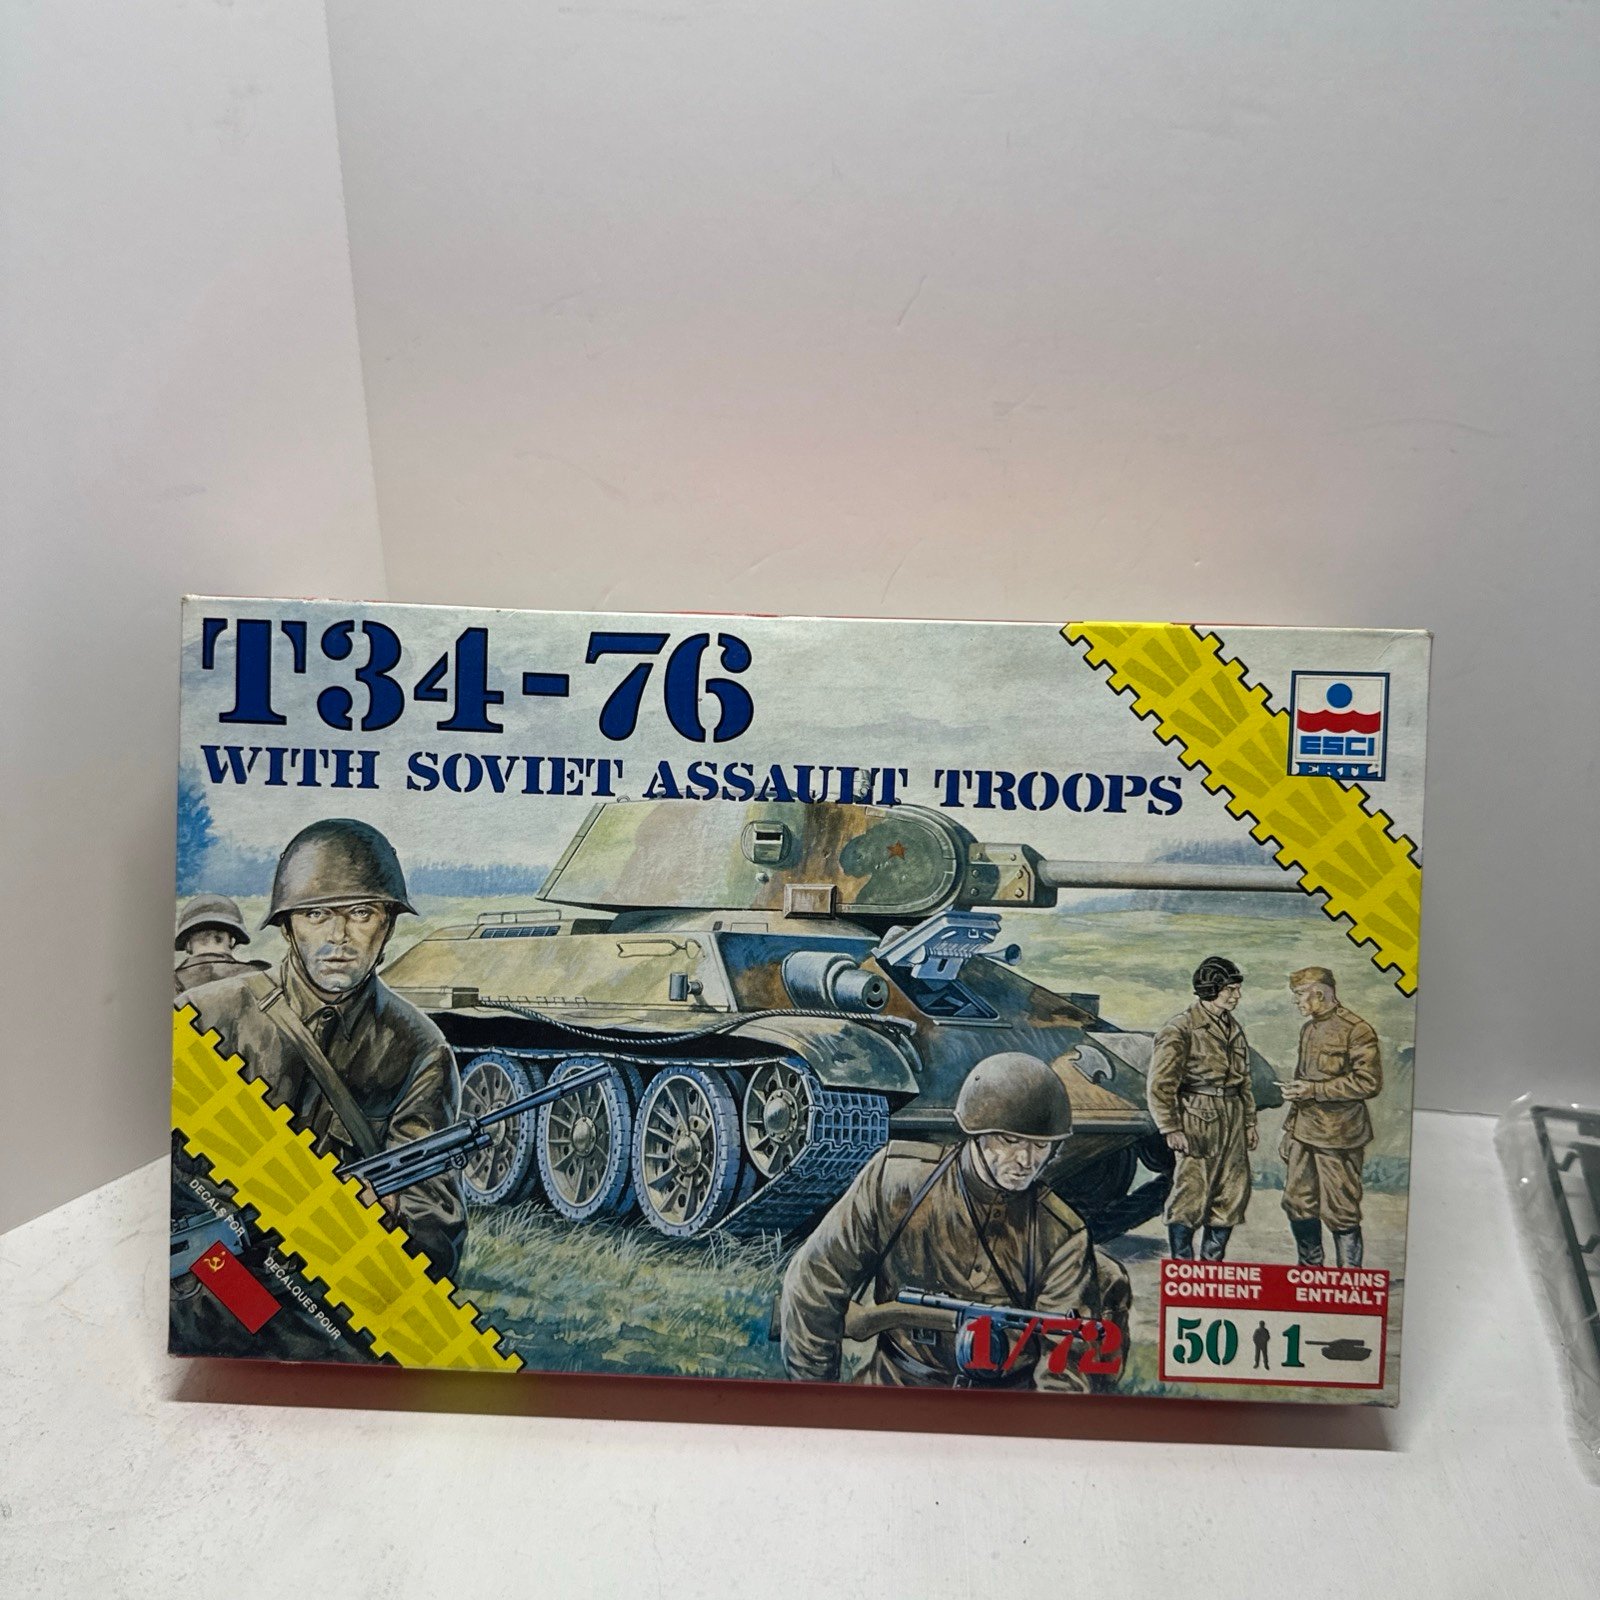 T34-76
WITH SOVIET ASSAULT TROOPS
ESCI
ERTL
DECALS FOR
DECALQUES POUR
1/72
CONTIENE CONTAINS
CONTIENT ENTHÄLT
50 1